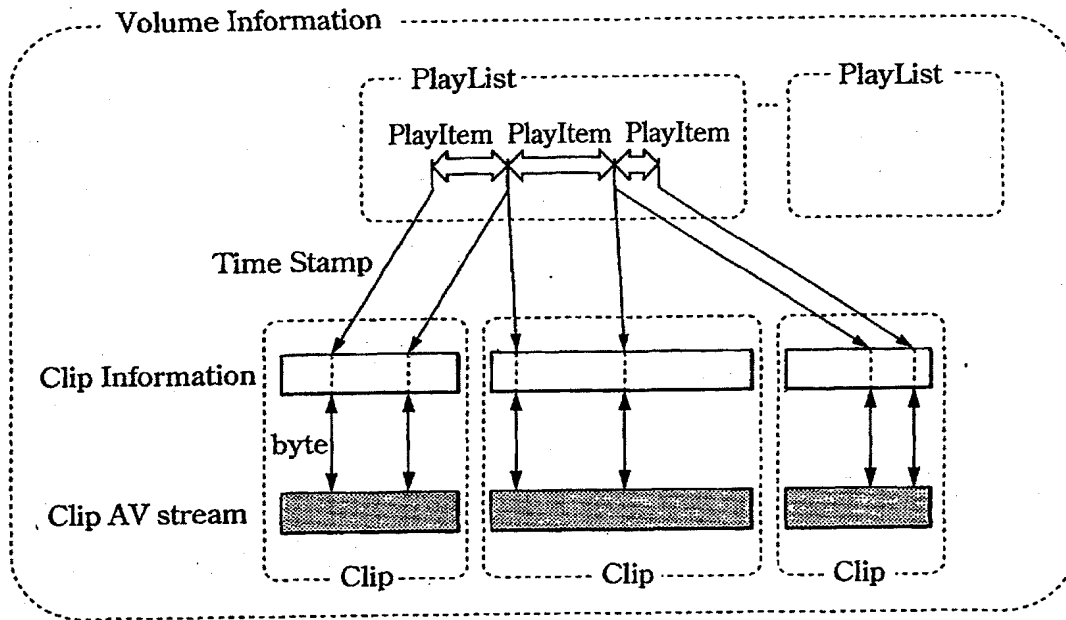 Volume Information
PlayList
PlayList
...
PlayItem PlayItem PlayItem
Time Stamp
Clip Information
byte
Clip AV stream
Clip
Clip
Clip